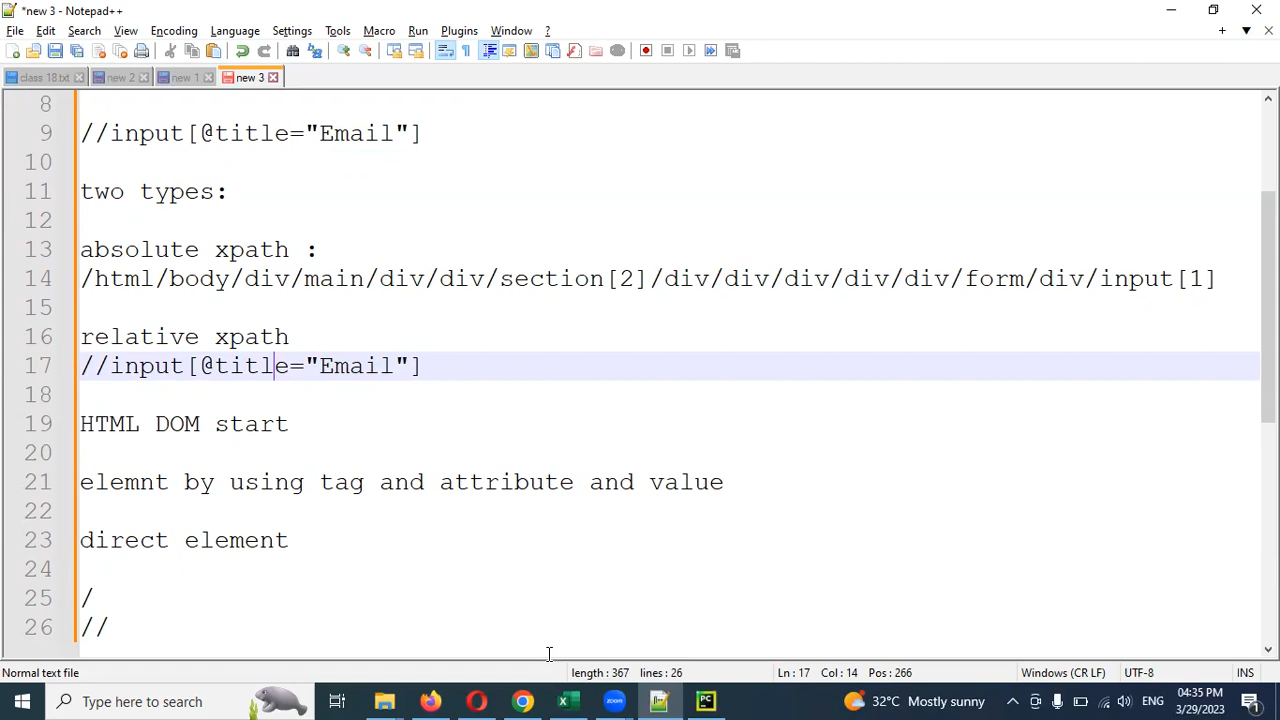 *new 3 - Notepad++
File Edit Search View Encoding Language Settings Tools Macro Run Plugins Window ?
class 18.txt new 2 new 1 new 3
8
9 //input[@title="Email"]
10
11 two types:
12
13 absolute xpath :
14 /html/body/div/main/div/div/section[2]/div/div/div/div/div/form/div/input[1]
15
16 relative xpath
17 //input[@title="Email"]
18
19 HTML DOM start
20
21 elemnt by using tag and attribute and value
22
23 direct element
24
25 /
26 //
Normal text file length : 367 lines : 26 Ln : 17 Col : 14 Pos : 266 Windows (CR LF) UTF-8 INS
Type here to search zoom PC 32°C Mostly sunny ENG 04:35 PM
3/29/2023 1